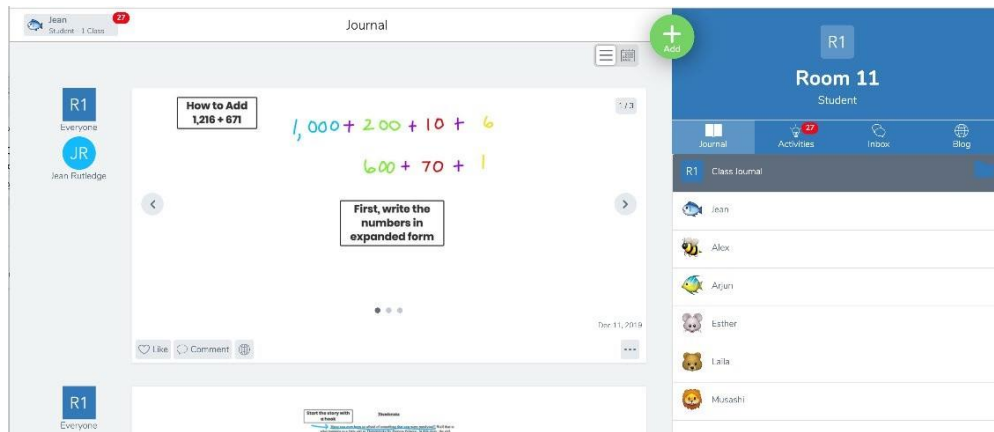 Jean
Student · 1 Class
27
Journal
Add
R1
Room 11
Student
Journal
27
Activities
Inbox
Blog
R1
Class Journal
Jean
Alex
Arjun
Esther
Laila
Musashi
R1
Everyone
JR
Jean Rutledge
How to Add
1,216 + 671
1 / 3
1,000 + 200 + 10 + 6
600 + 70 + 1
First, write the
numbers in
expanded form
Dec 11, 2019
Like
Comment
R1
Everyone
Start the story with
a hook